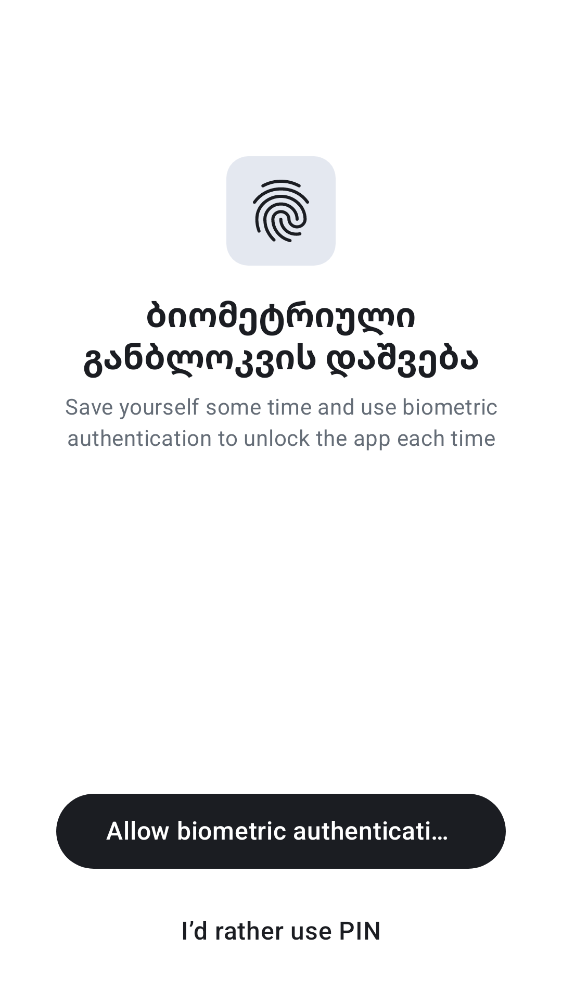 ბიომეტრიული
განბლოკვის დაშვება
Save yourself some time and use biometric
authentication to unlock the app each time
Allow biometric authenticati…
I’d rather use PIN